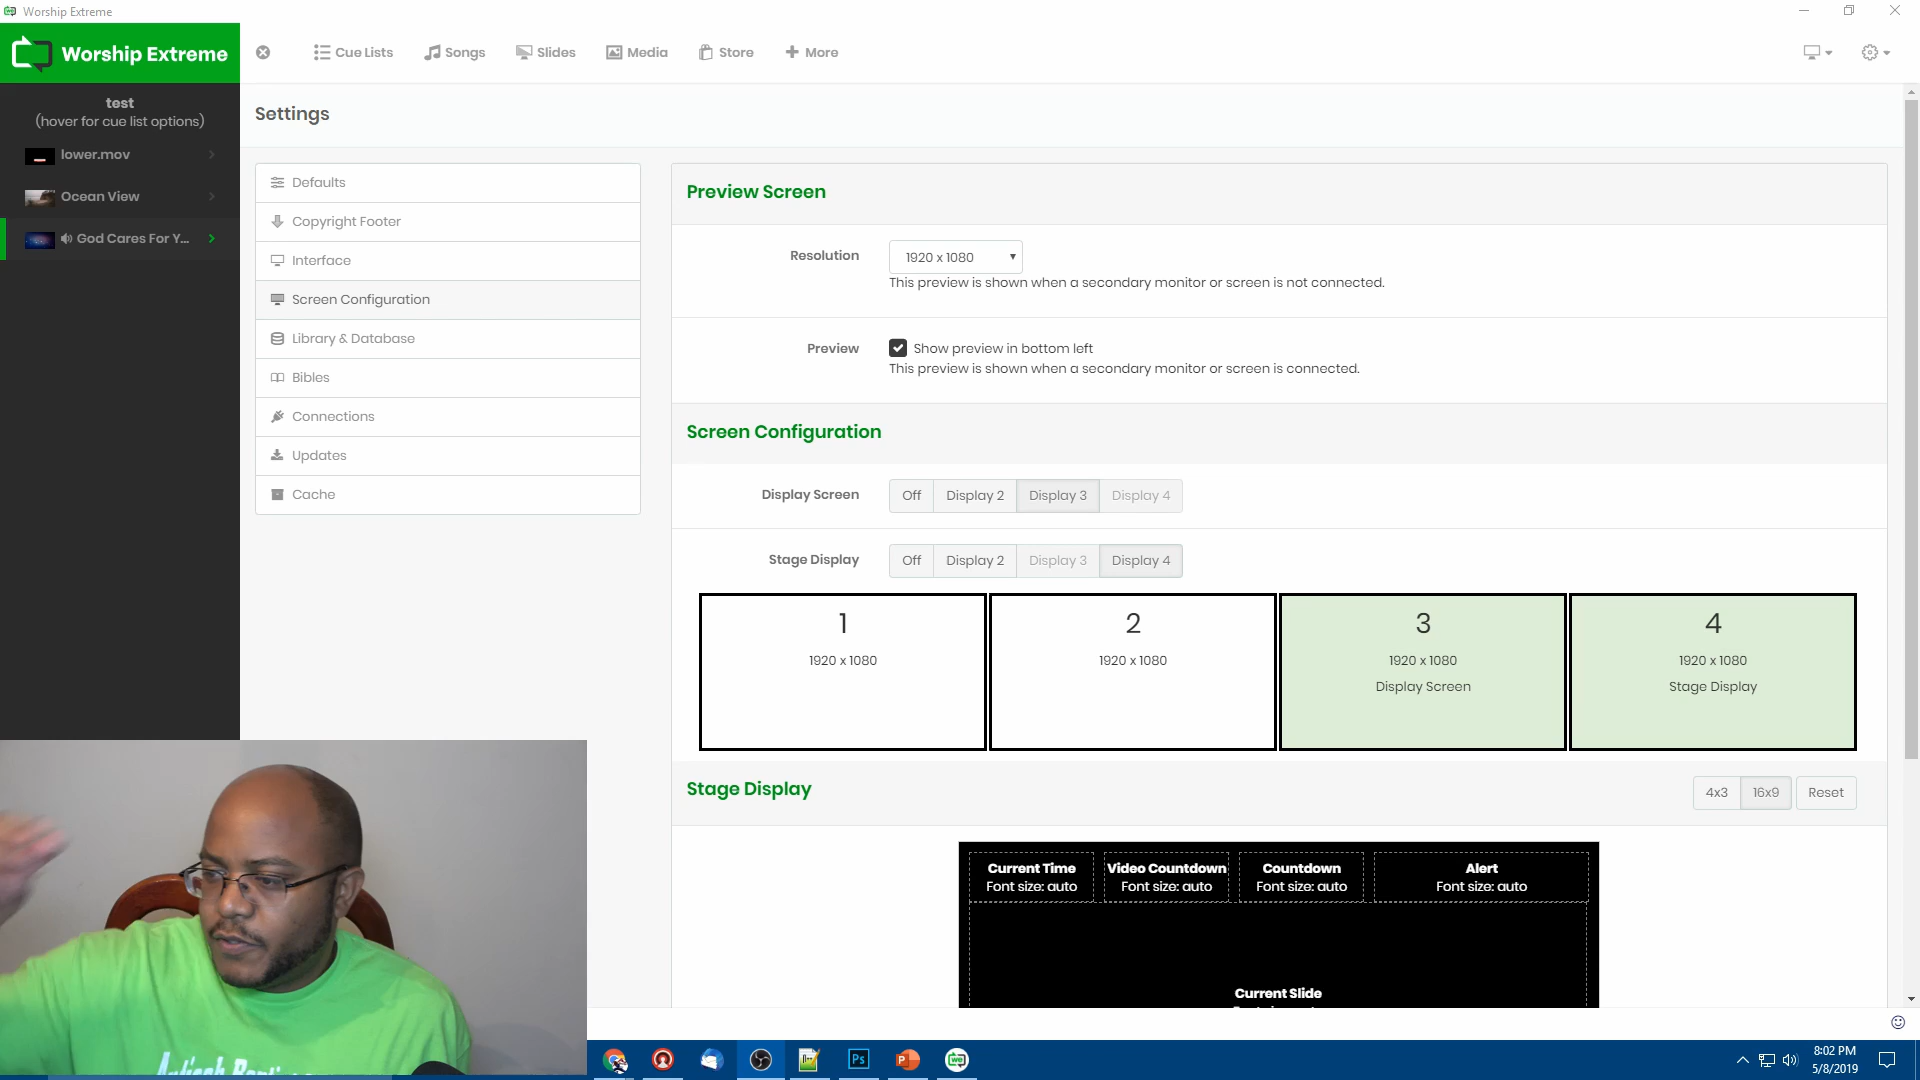 Worship Extreme
Worship Extreme
Cue Lists
Songs
Slides
Media
Store
More
test
(hover for cue list options)
lower.mov
Ocean View
God Cares For Y...
Settings
Defaults
Copyright Footer
Interface
Screen Configuration
Library & Database
Bibles
Connections
Updates
Cache
Preview Screen
Resolution
1920 x 1080
This preview is shown when a secondary monitor or screen is not connected.
Preview
Show preview in bottom left
This preview is shown when a secondary monitor or screen is connected.
Screen Configuration
Display Screen
Off
Display 2
Display 3
Display 4
Stage Display
Off
Display 2
Display 3
Display 4
1
1920 x 1080
2
1920 x 1080
3
1920 x 1080
Display Screen
4
1920 x 1080
Stage Display
Stage Display
4x3
16x9
Reset
Current Time
Font size: auto
Video Countdown
Font size: auto
Countdown
Font size: auto
Alert
Font size: auto
Current Slide
Ps
we
8:02 PM
5/8/2019